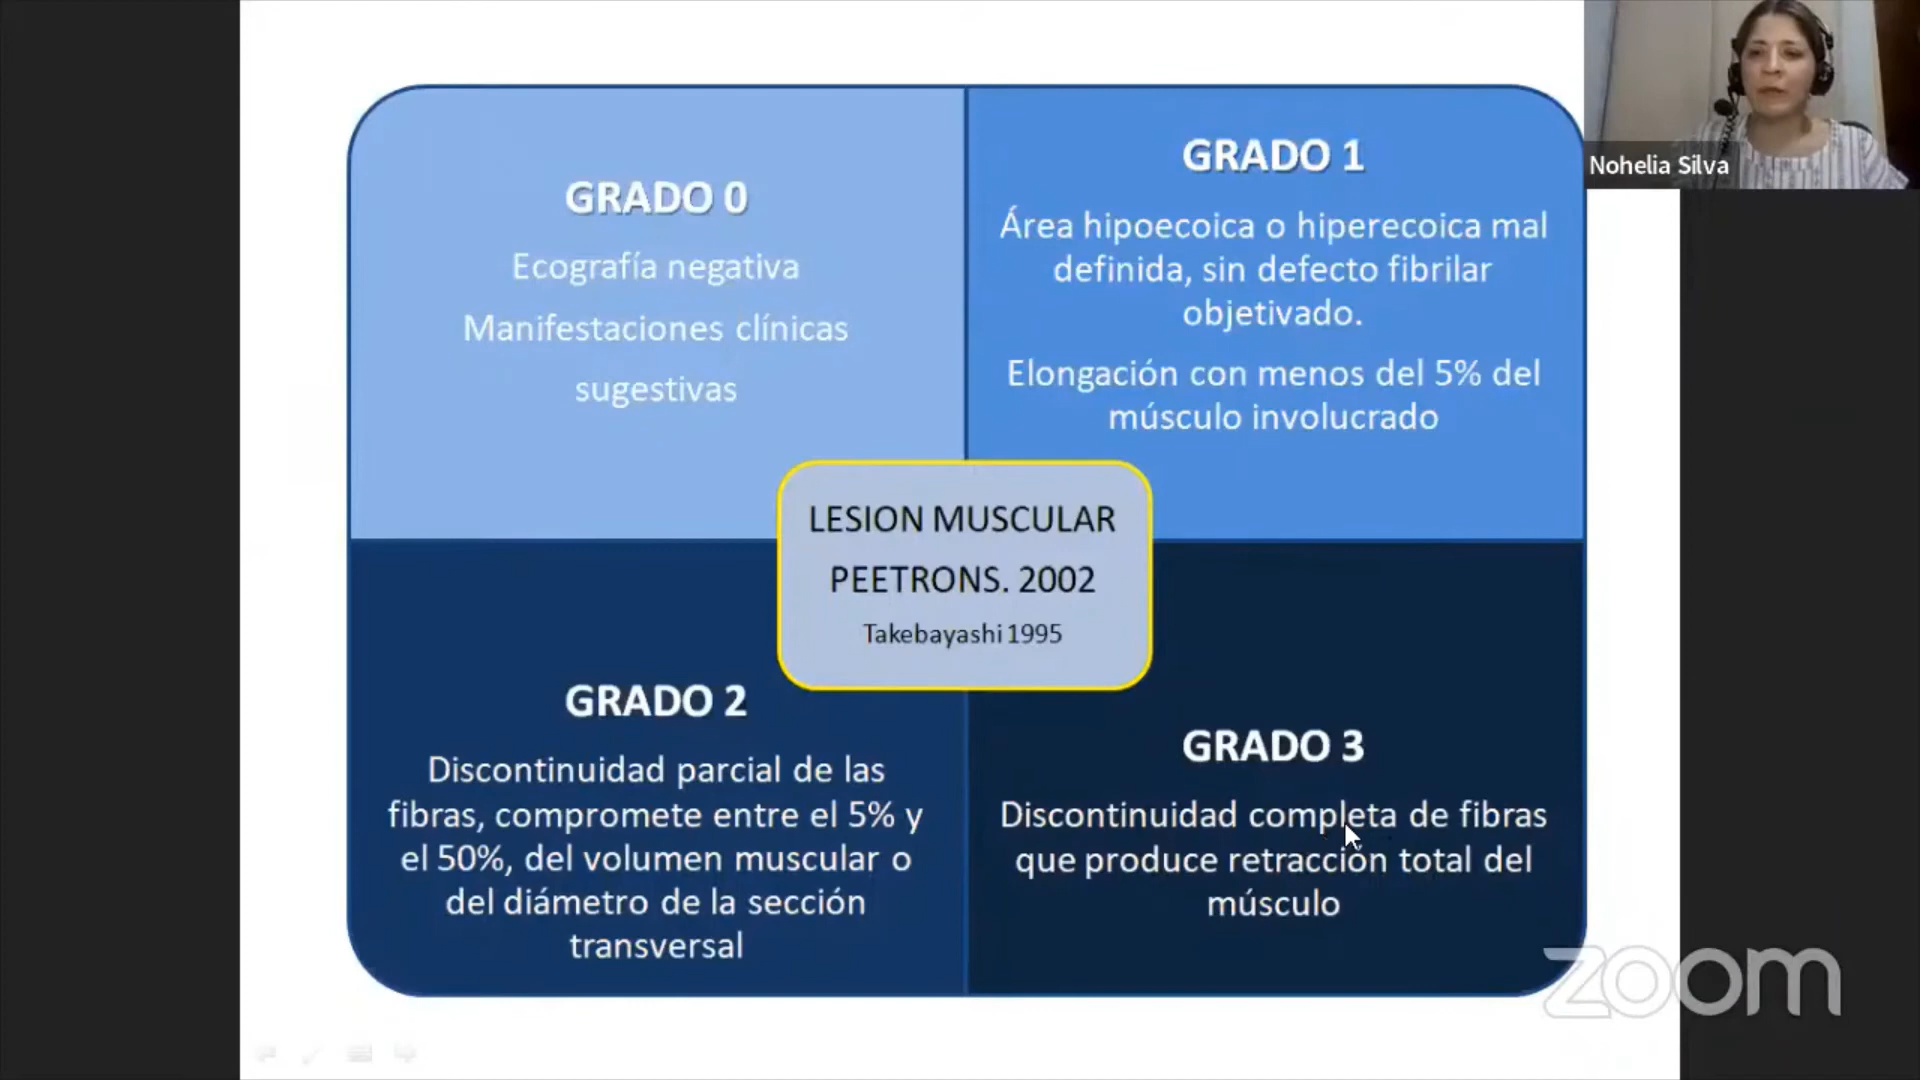 GRADO 0
Ecografía negativa
Manifestaciones clínicas
sugestivas
GRADO 1
Área hipoecoica o hiperecoica mal
definida, sin defecto fibrilar
objetivado.
Elongación con menos del 5% del
músculo involucrado
Nohelia Silva
LESION MUSCULAR
PEETRONS. 2002
Takebayashi 1995
GRADO 2
Discontinuidad parcial de las
fibras, compromete entre el 5% y
el 50%, del volumen muscular o
del diámetro de la sección
transversal
GRADO 3
Discontinuidad completa de fibras
que produce retracción total del
músculo
zoom